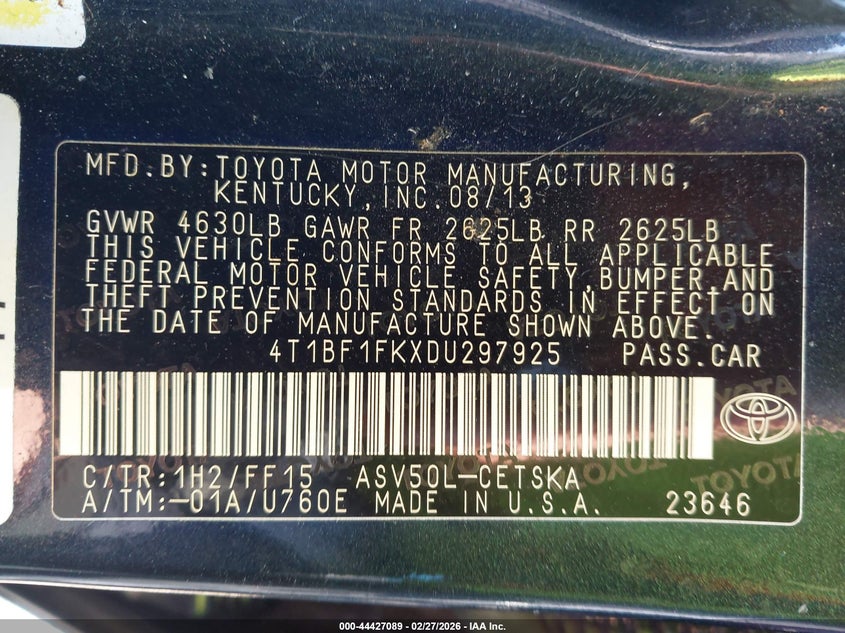 MFD.BY:TOYOTA MOTOR MANUFACTURING,
KENTUCKY,INC.08/13
GVWR 4630LB GAWR FR 2625LB RR 2625LB
THIS VEHICLE CONFORMS TO ALL APPLICABLE
FEDERAL MOTOR VEHICLE SAFETY,BUMPER,AND
THEFT PREVENTION STANDARDS IN EFFECT ON
THE DATE OF MANUFACTURE SHOWN ABOVE.
4T1BF1FKXDU297925 PASS.CAR
C/TR:1H2/FF15 ASV50L-CETSKA
A/TM:-01A/U760E MADE IN U.S.A. 23646
TOYOTA
TOYOTA
000-44427089 - 02/27/2026 - IAA Inc.